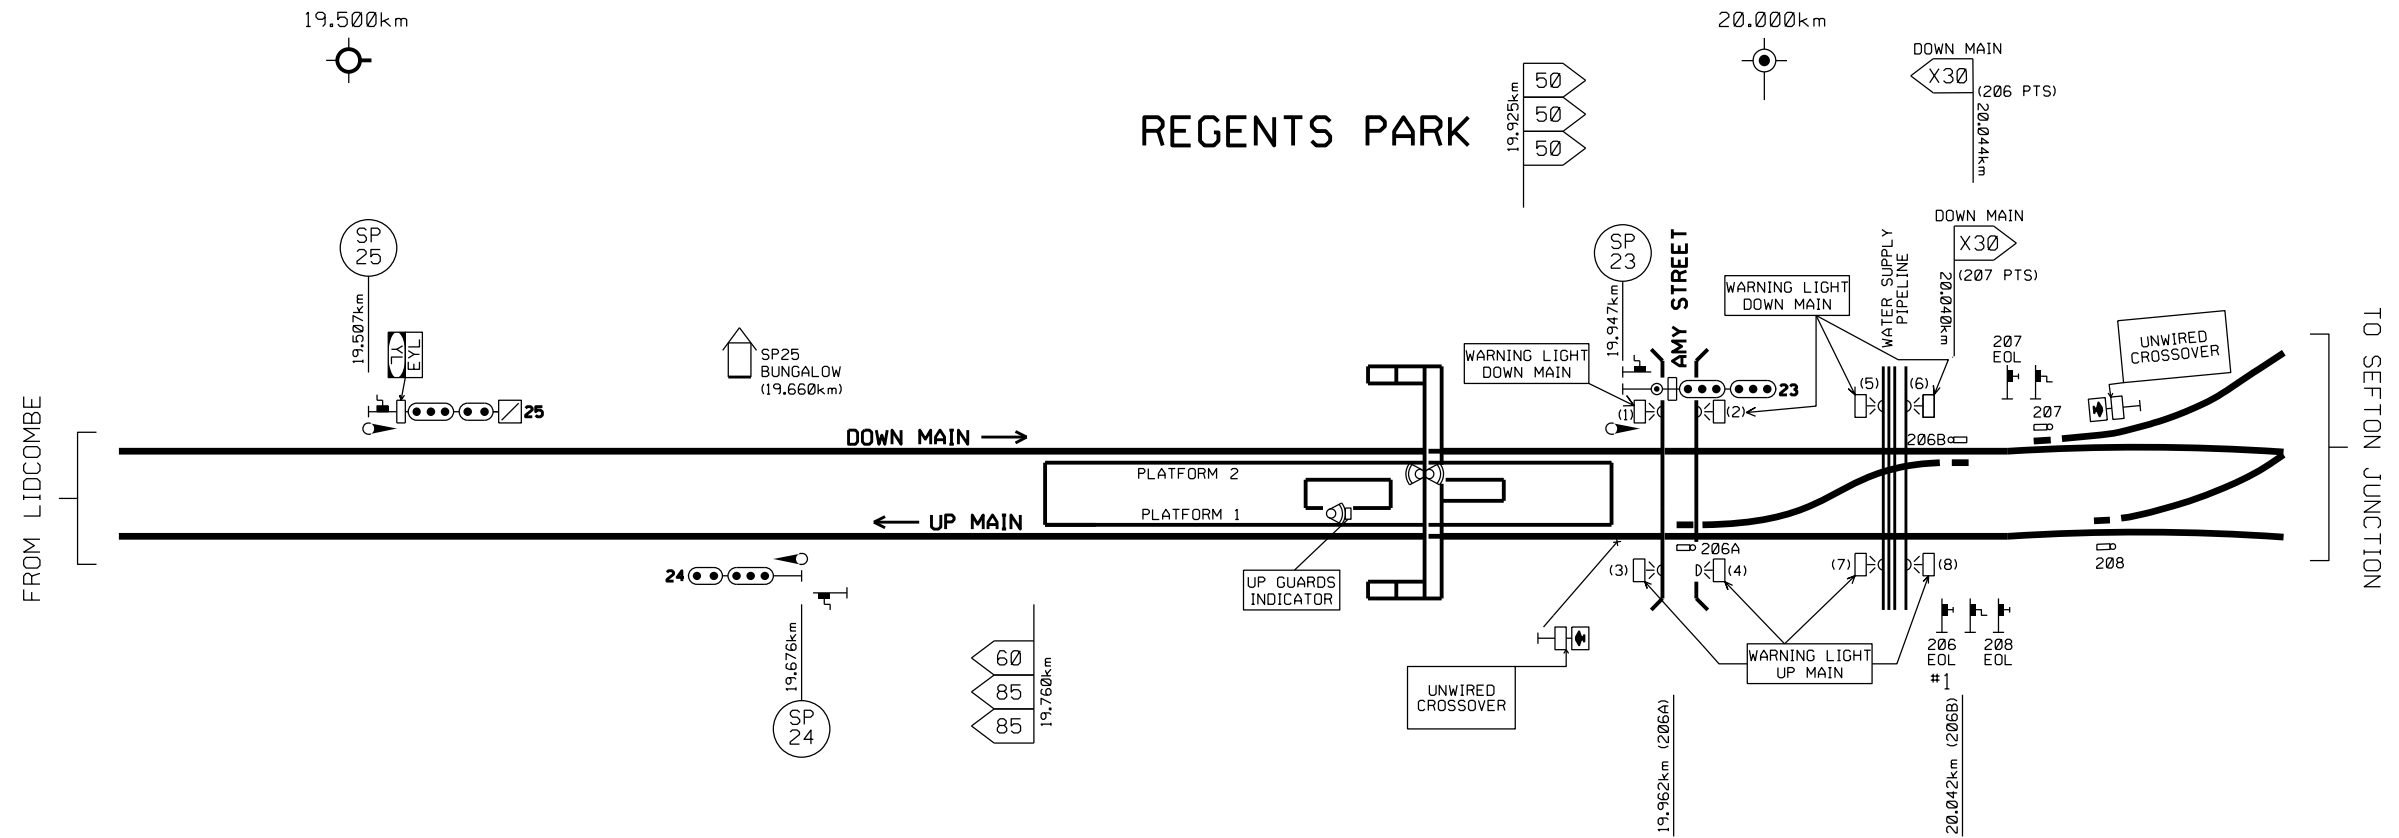 19.500km
20.000km
DOWN MAIN
X30
(206 PTS)
20.044km
REGENTS PARK
19.925km
50
50
50
SP
25
19.507km
YL
EYL
25
SP25
BUNGALOW
(19.660km)
SP
23
19.947km
AMY STREET
WARNING LIGHT
DOWN MAIN
WARNING LIGHT
DOWN MAIN
WATER SUPPLY
PIPELINE
DOWN MAIN
X30
(207 PTS)
20.040km
207
EOL
UNWIRED
CROSSOVER
23
(1)
(2)
(5)
(6)
207
206B
FROM LIDCOMBE
TO SEFTON JUNCTION
DOWN MAIN
PLATFORM 2
PLATFORM 1
UP MAIN
24
19.676km
SP
24
60
85
85
19.760km
UP GUARDS
INDICATOR
UNWIRED
CROSSOVER
206A
(3)
(4)
(7)
(8)
208
WARNING LIGHT
UP MAIN
206
EOL
#1
208
EOL
19.962km (206A)
20.042km (206B)